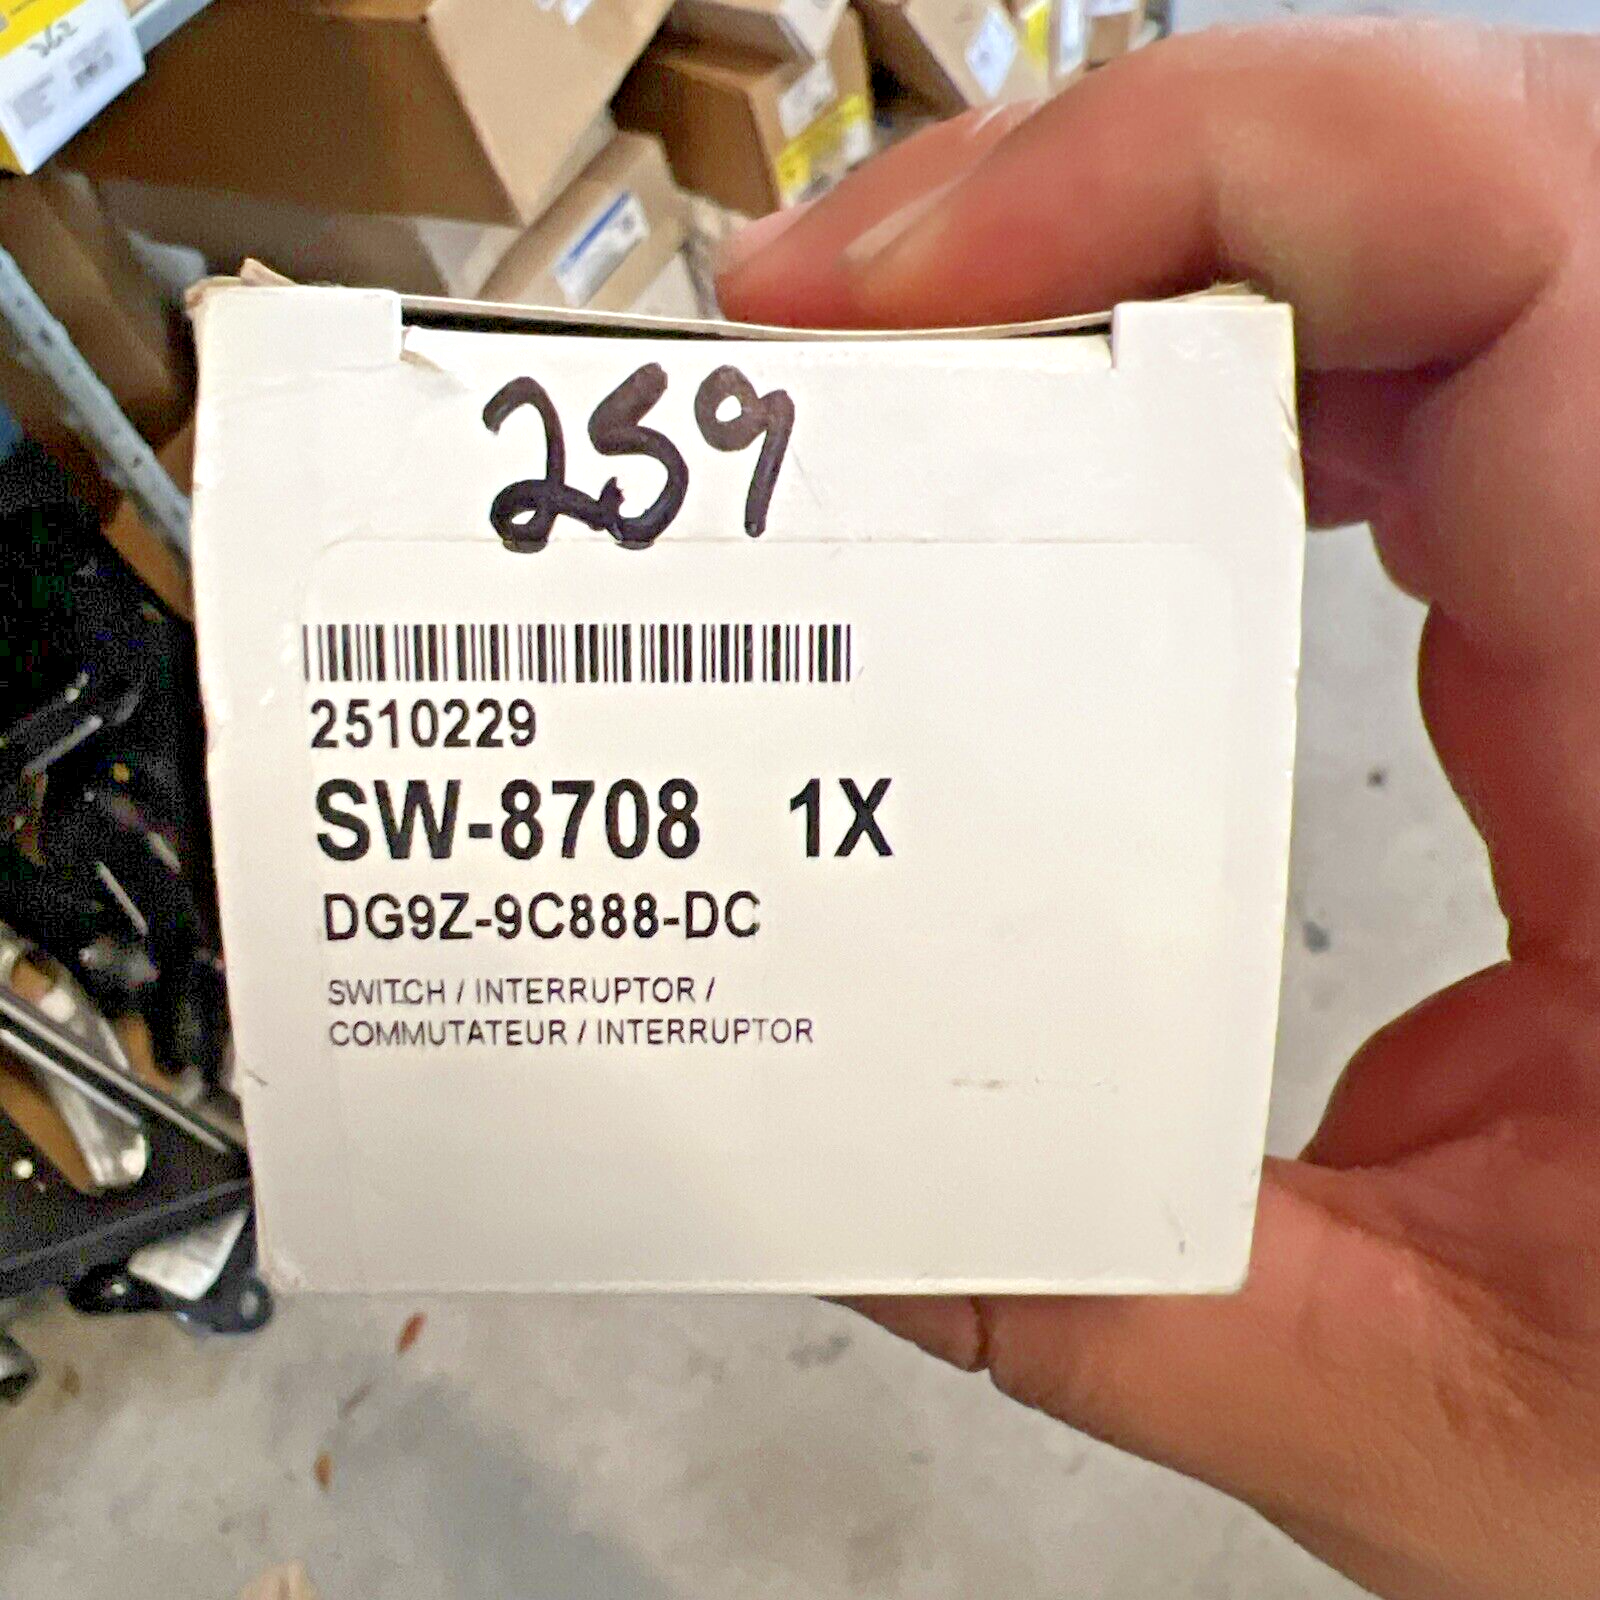 259
2510229
SW-8708 1X
DG9Z-9C888-DC
SWITCH / INTERRUPTOR /
COMMUTATEUR / INTERRUPTOR